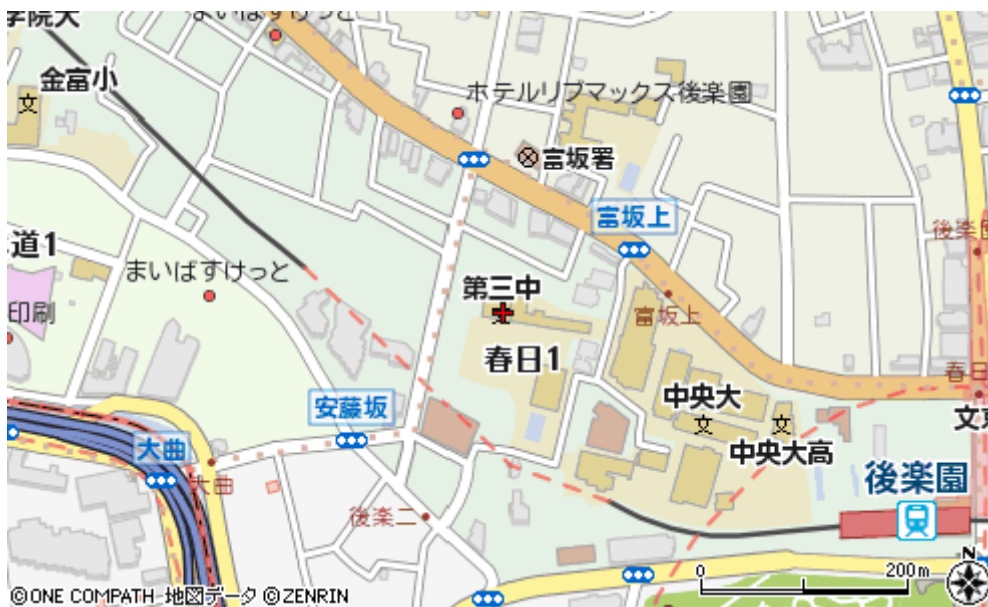 学院大
まいばすけっと
金富小
文
ホテルリブマックス後楽園
富坂署
富坂上
後楽園
道1
まいばすけっと
第三中
印刷
富坂上
春日1
春日
安藤坂
中央大
文
文
文京
大曲
中央大高
大曲
後楽園
後楽二
N
0 200m
©ONE COMPATH 地図データ ©ZENRIN